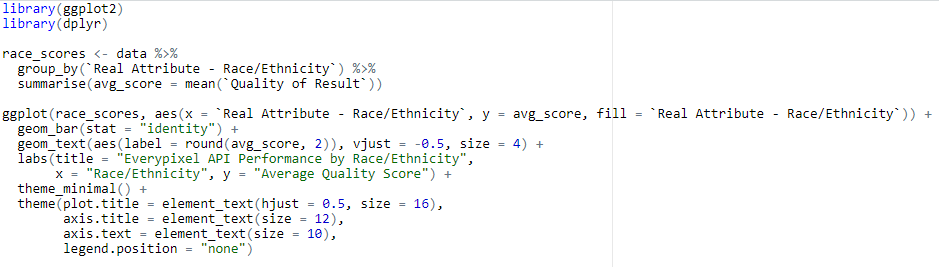 library(ggplot2)
library(dplyr)
race_scores <- data %>%
  group_by(`Real Attribute - Race/Ethnicity`) %>%
  summarise(avg_score = mean(`Quality of Result`))
ggplot(race_scores, aes(x = `Real Attribute - Race/Ethnicity`, y = avg_score, fill = `Real Attribute - Race/Ethnicity`)) +
  geom_bar(stat = "identity") +
  geom_text(aes(label = round(avg_score, 2)), vjust = -0.5, size = 4) +
  labs(title = "Everypixel API Performance by Race/Ethnicity",
       x = "Race/Ethnicity", y = "Average Quality Score") +
  theme_minimal() +
  theme(plot.title = element_text(hjust = 0.5, size = 16),
        axis.title = element_text(size = 12),
        axis.text = element_text(size = 10),
        legend.position = "none")